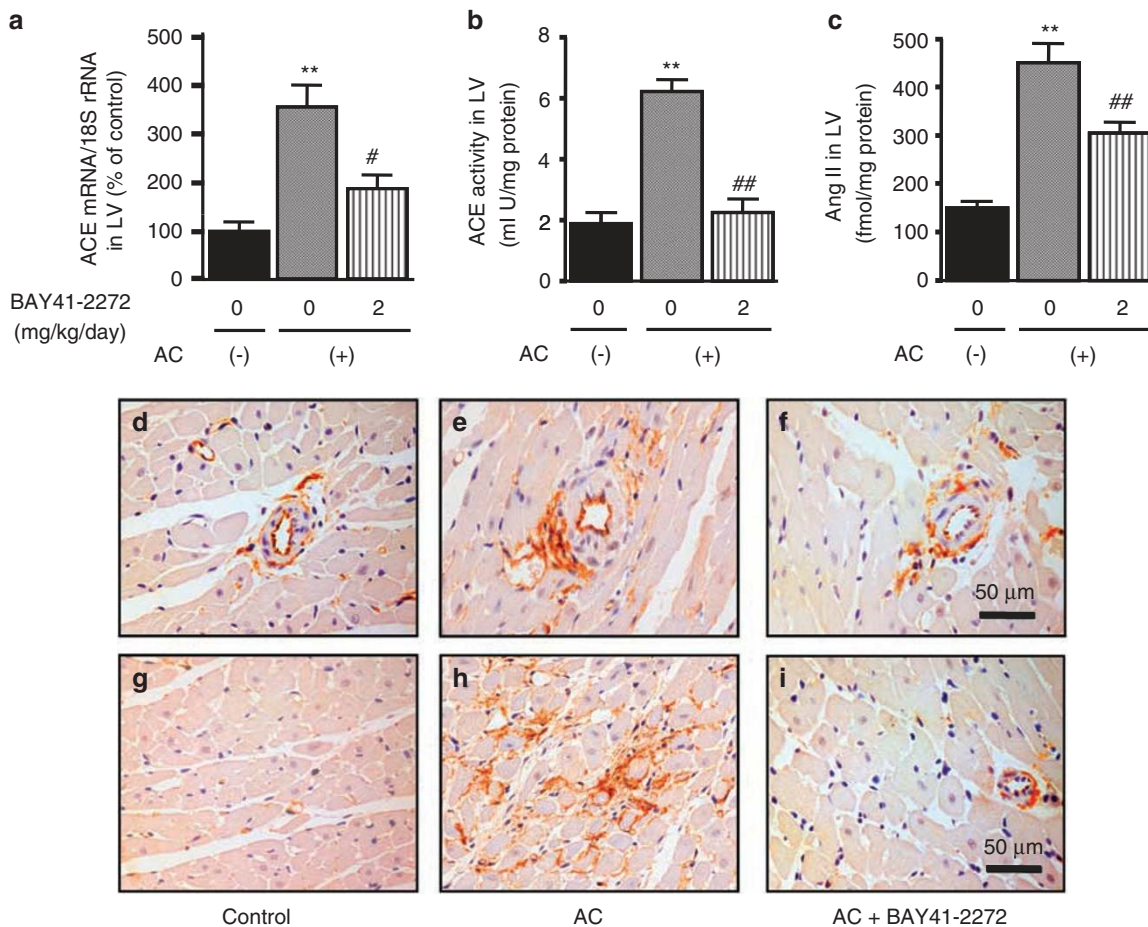 a
ACE mRNA/18S rRNA
in LV (% of control)
500
400
300
200
100
0
**
#
BAY41-2272
(mg/kg/day)
0
0
2
AC
(-)
(+)
b
ACE activity in LV
(ml U/mg protein)
8
6
4
2
0
**
##
0
0
2
AC
(-)
(+)
c
Ang II in LV
(fmol/mg protein)
500
400
300
200
100
0
**
##
0
0
2
AC
(-)
(+)
d
e
f
50 μm
g
h
i
50 μm
Control
AC
AC + BAY41-2272